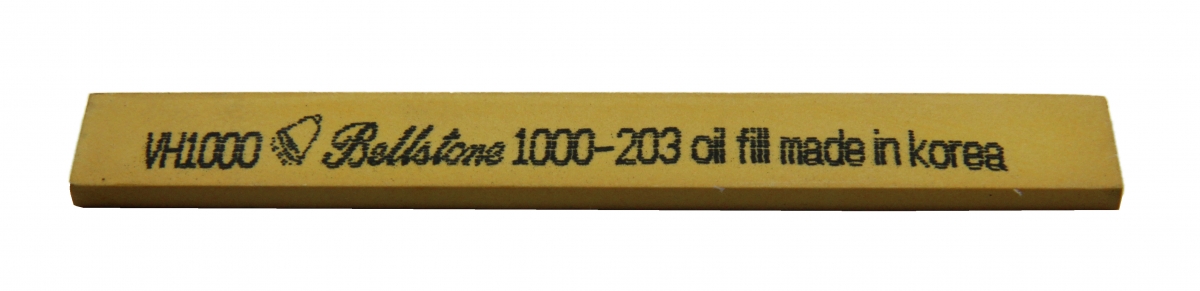 VH1000 Bellstone 1000-203 oil fill made in korea